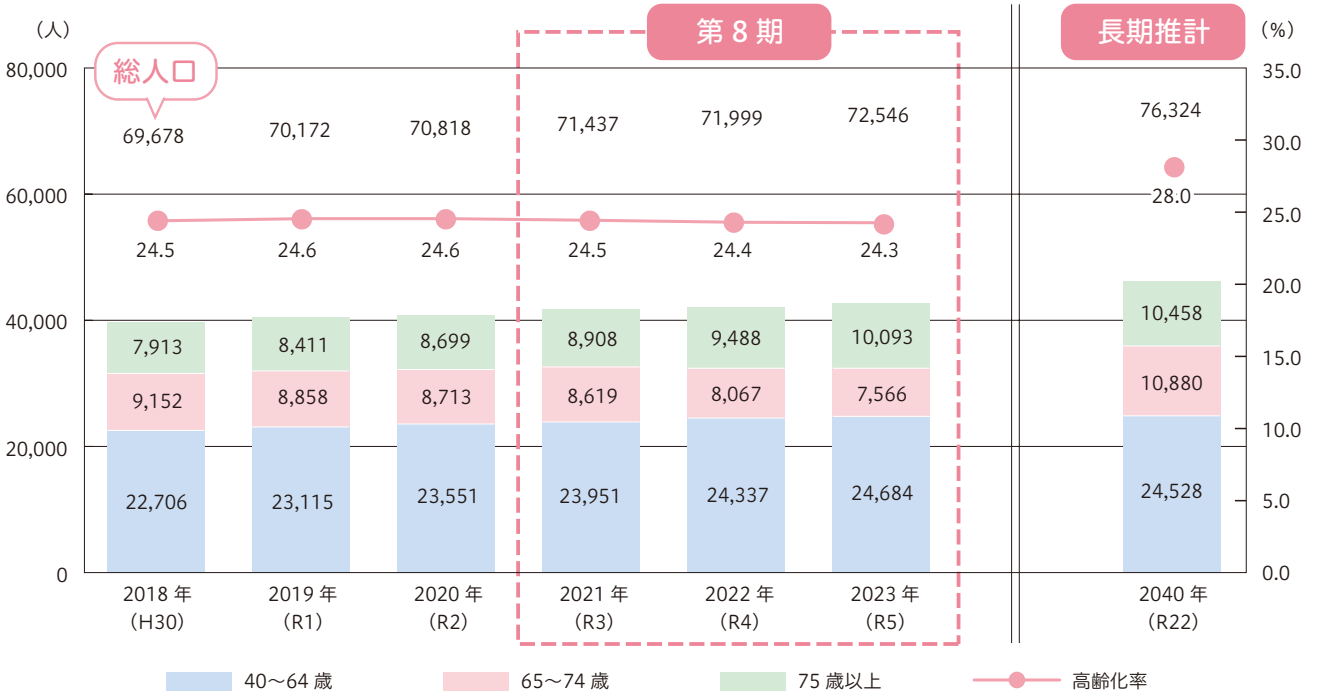 （人）
第 8 期
長期推計
（%）
総人口
80,000
60,000
40,000
20,000
0
35.0
30.0
25.0
20.0
15.0
10.0
5.0
0.0
69,678
70,172
70,818
71,437
71,999
72,546
76,324
24.5
24.6
24.6
24.5
24.4
24.3
28.0
7,913
8,411
8,699
8,908
9,488
10,093
10,458
9,152
8,858
8,713
8,619
8,067
7,566
10,880
22,706
23,115
23,551
23,951
24,337
24,684
24,528
2018 年
（H30）
2019 年
（R1）
2020 年
（R2）
2021 年
（R3）
2022 年
（R4）
2023 年
（R5）
2040 年
（R22）
40～64 歳
65～74 歳
75 歳以上
高齢化率